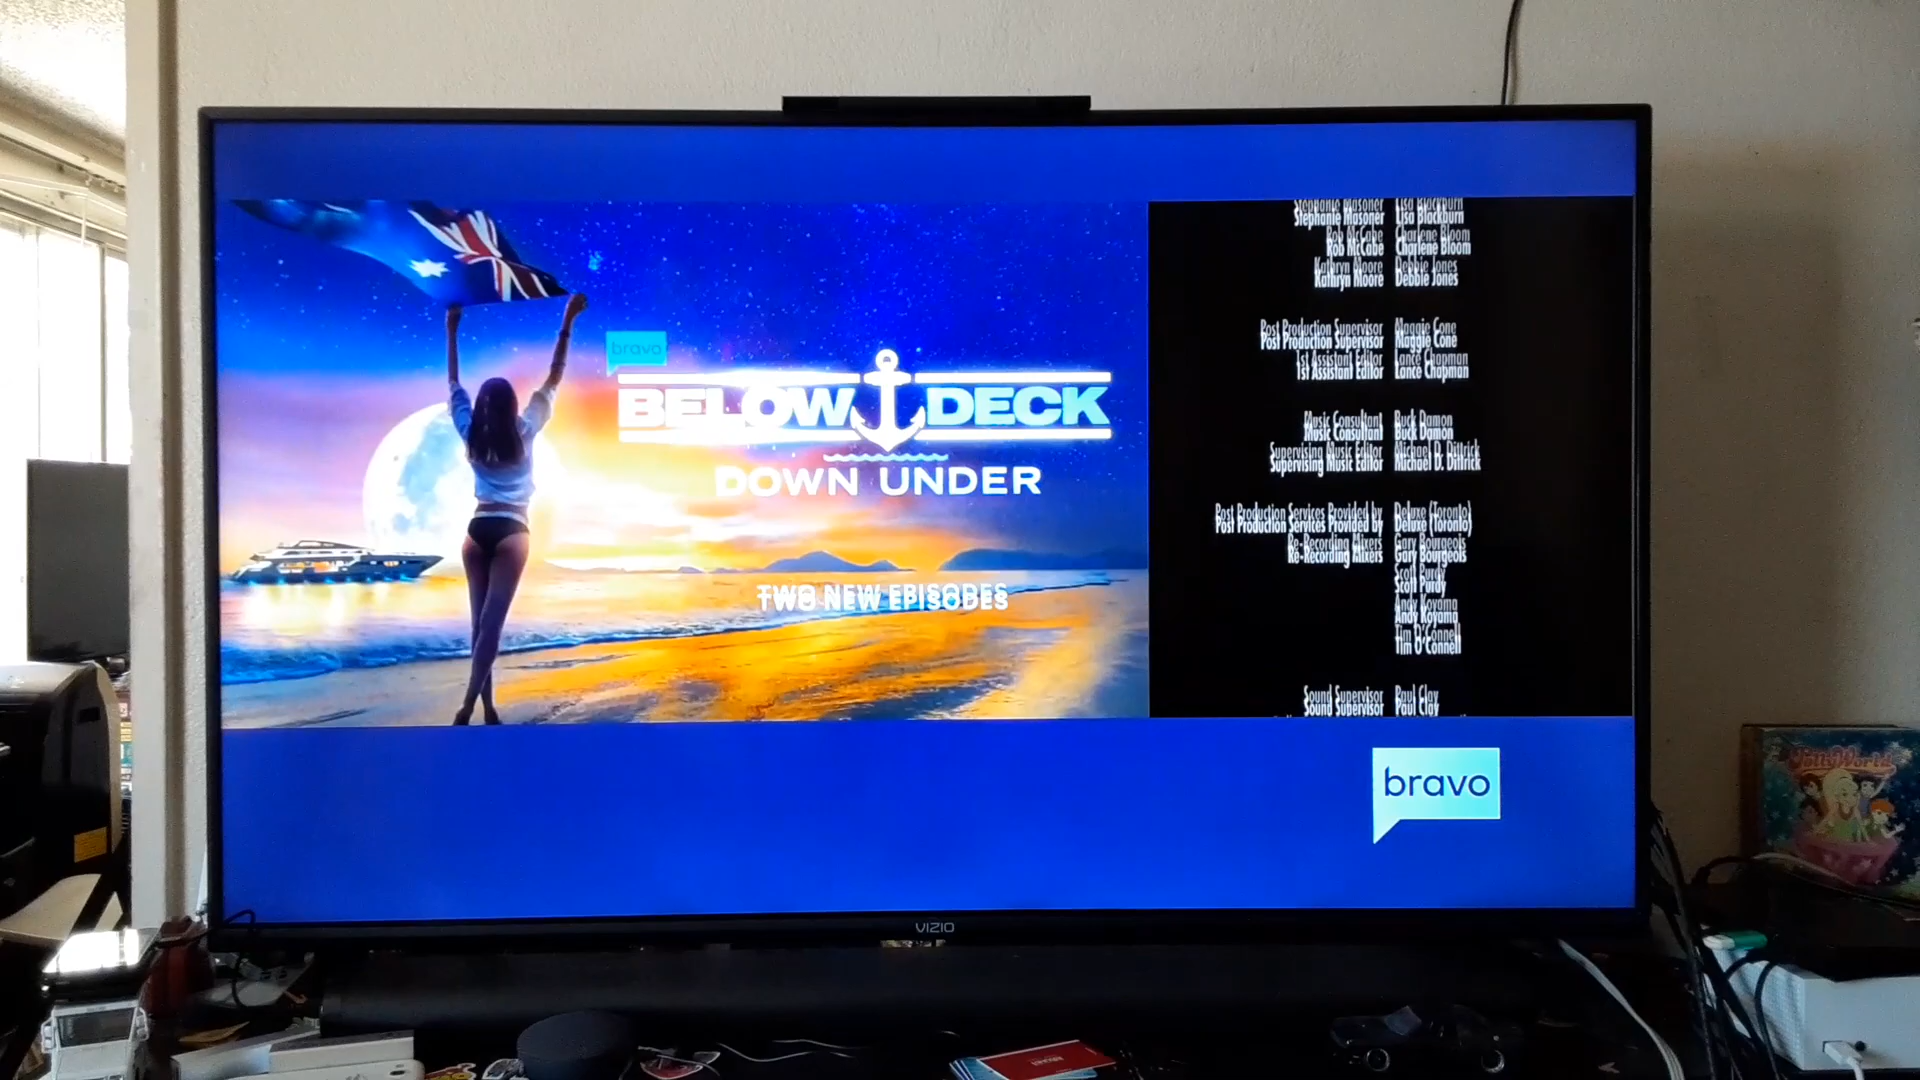 bravo
BELOW DECK
DOWN UNDER
TWO NEW EPISODES
Stephanie Masoner Lisa Blackburn
Rob McCabe Charlene Bloom
Kathryn Moore Debbie Jones
Post Production Supervisor Maggie Cone
1st Assistant Editor Lance Chapman
Music Consultant Buck Damon
Supervising Music Editor Michael D. Dittrick
Post Production Services Provided by Deluxe (Toronto)
Re-Recording Mixers Gary Bourgeois
Scott Purdy
Andy Koyama
Tim O'Connell
Sound Supervisor Paul Clay
bravo
VIZIO
JollyWorld